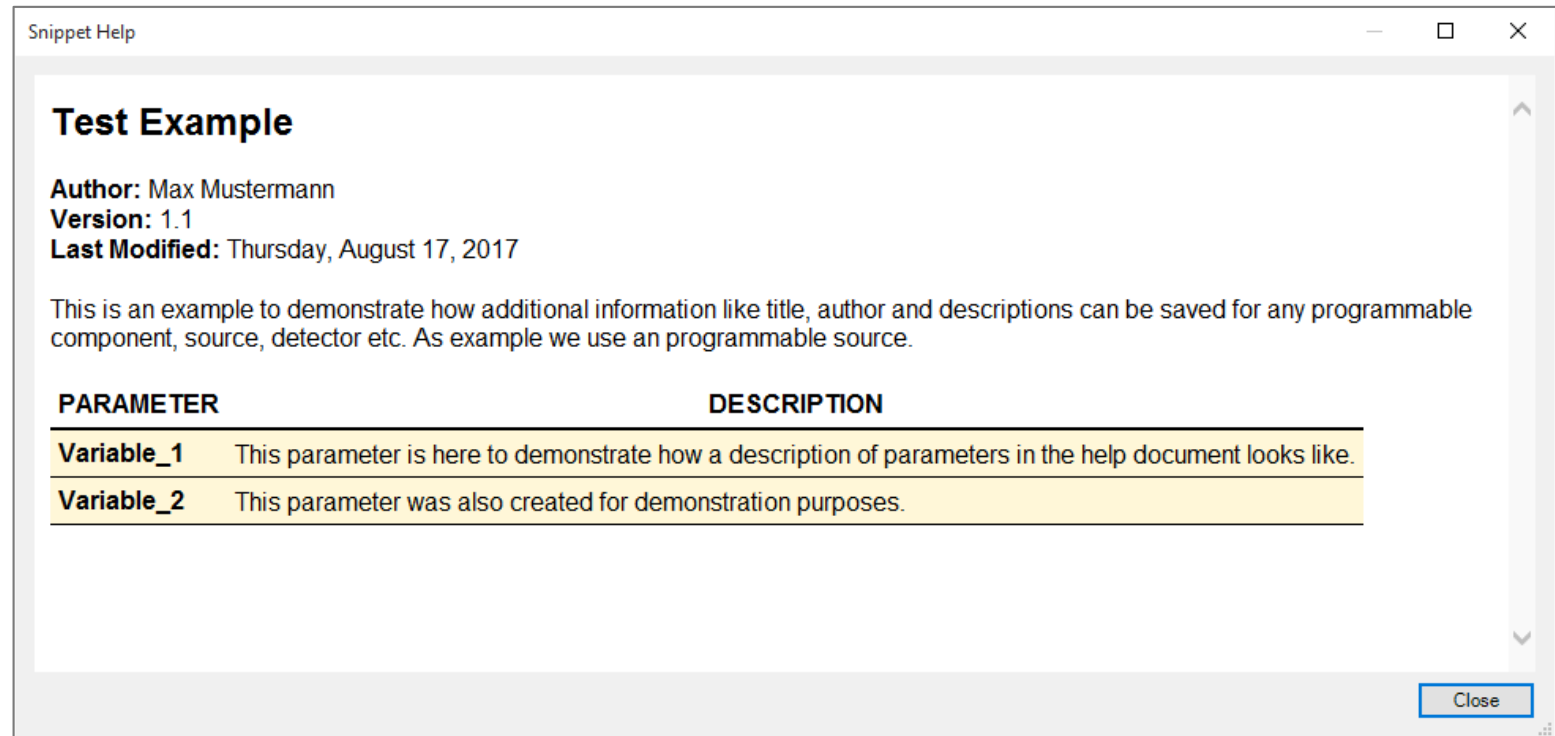 Snippet Help
Test Example
Author: Max Mustermann
Version: 1.1
Last Modified: Thursday, August 17, 2017
This is an example to demonstrate how additional information like title, author and descriptions can be saved for any programmable
component, source, detector etc. As example we use an programmable source.
PARAMETER DESCRIPTION
Variable_1 This parameter is here to demonstrate how a description of parameters in the help document looks like.
Variable_2 This parameter was also created for demonstration purposes.
Close